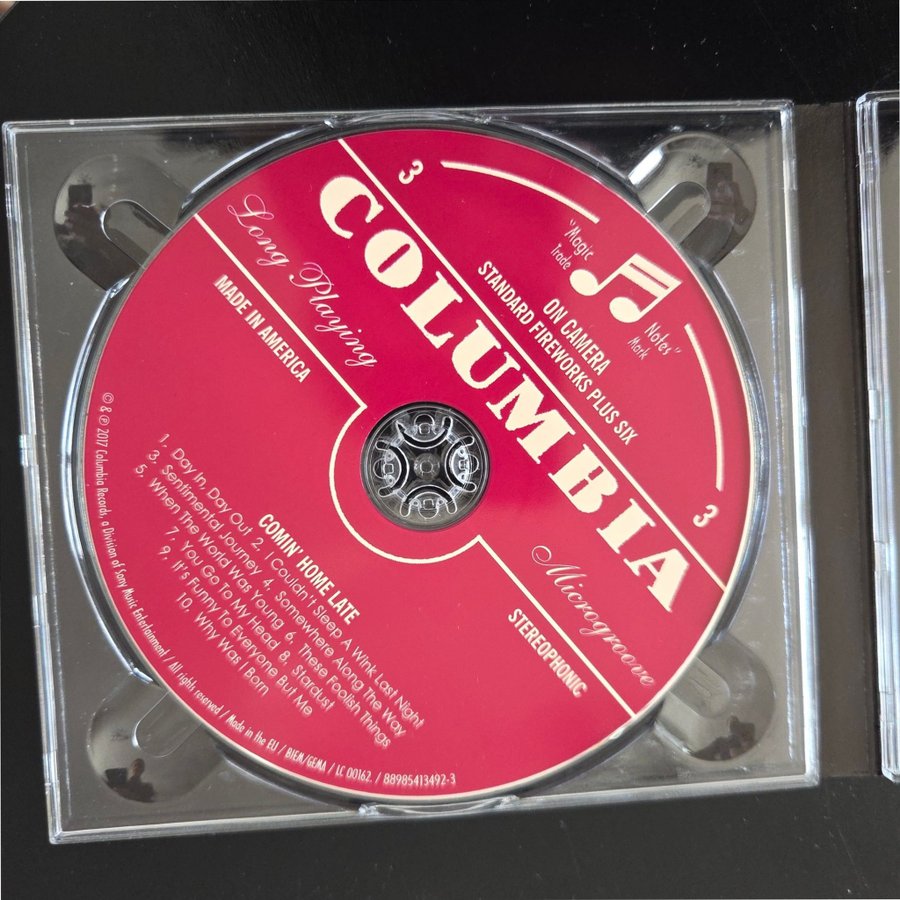 3
"Magic Notes"
Trade Mark
ON CAMERA
STANDARD FIREWORKS PLUS SIX
3
COLUMBIA
Long Playing
Microgroove
MADE IN AMERICA
STEREOPHONIC
COMIN' HOME LATE
1. Day In, Day Out 2. I Couldn't Sleep A Wink Last Night
3. Sentimental Journey 4. Somewhere Along The Way
5. When The World Was Young 6. These Foolish Things
7. You Go To My Head 8. Stardust
9. It's Funny To Everyone But Me
10. Why Was I Born
© & ℗ 2017 Columbia Records, a Division of Sony Music Entertainment / All rights reserved / Made in the EU / BIEM/GEMA / LC 00162. / 88985413492-3